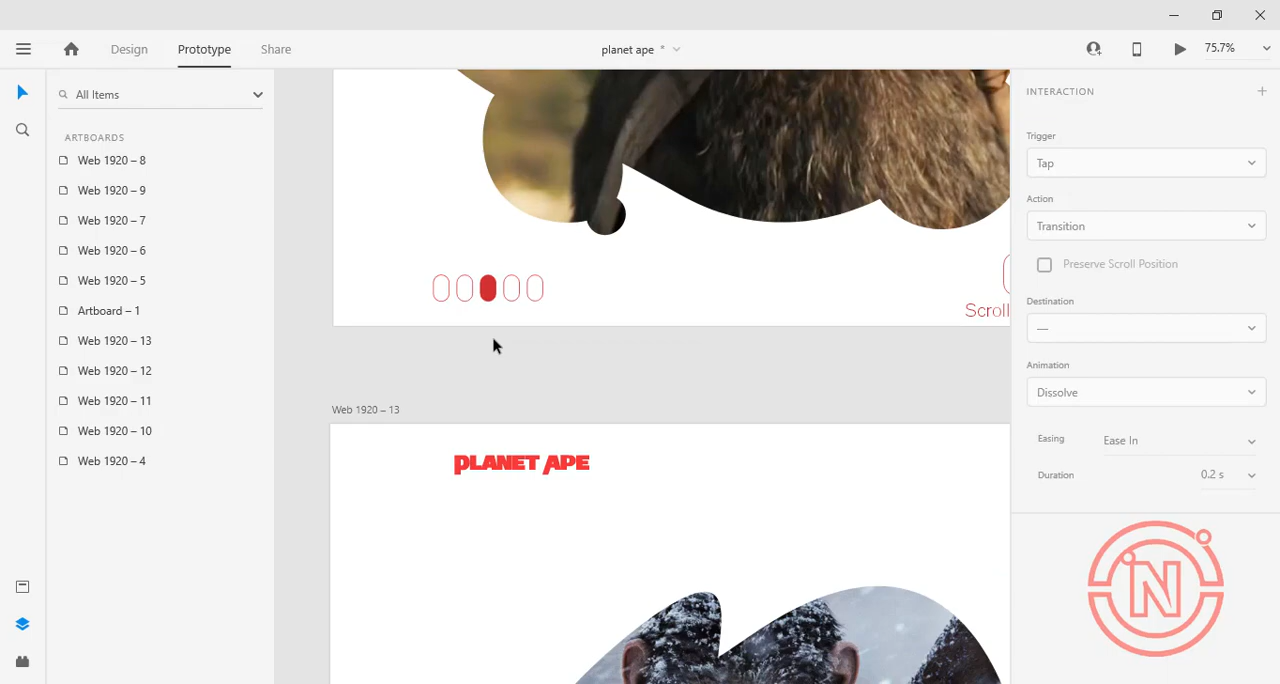 Design
Prototype
Share
planet ape *
75.7%
All Items
ARTBOARDS
Web 1920 – 8
Web 1920 – 9
Web 1920 – 7
Web 1920 – 6
Web 1920 – 5
Artboard – 1
Web 1920 – 13
Web 1920 – 12
Web 1920 – 11
Web 1920 – 10
Web 1920 – 4
Scroll
Web 1920 – 13
PLANET APE
INTERACTION
Trigger
Tap
Action
Transition
Preserve Scroll Position
Destination
—
Animation
Dissolve
Easing
Ease In
Duration
0.2 s
N